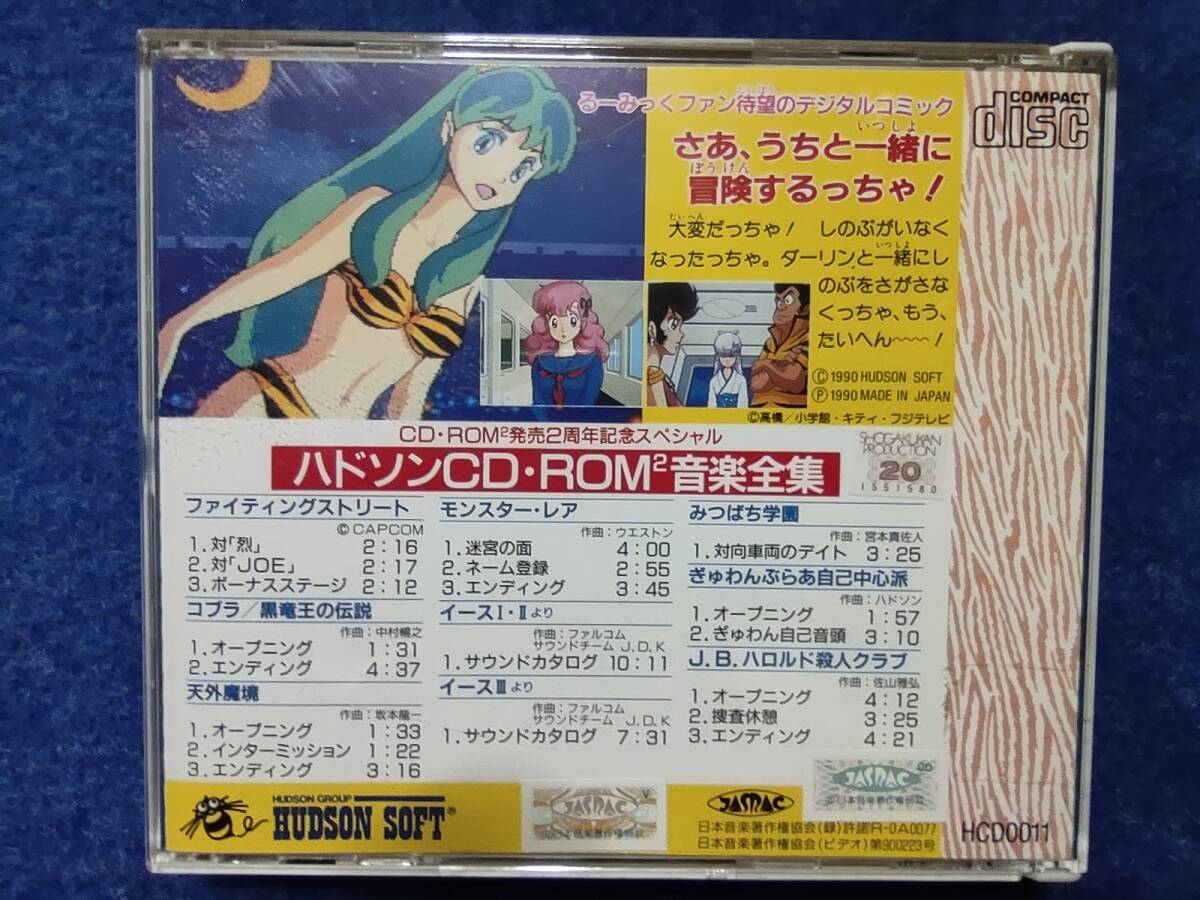 COMPACT
disc
るーみっくファン待望のデジタルコミック
さあ、うちと一緒に
冒険するっちゃ！
大変だっちゃ！ しのぶがいなく
なったっちゃ。ダーリンと一緒にし
のぶをさがさな
くっちゃ、もう、
たいへん〜〜！
Ⓒ1990 HUDSON SOFT
Ⓟ1990 MADE IN JAPAN
©高橋／小学館・キティ・フジテレビ
CD・ROM²発売2周年記念スペシャル
ハドソンCD・ROM²音楽全集
SHOGAKUKAN
PRODUCTION
20
1551580
ファイティングストリート
©CAPCOM
1. 対「烈」 2:16
2. 対「JOE」 2:17
3. ボーナスステージ 2:12
コブラ／黒竜王の伝説
作曲：中村暢之
1. オープニング 1:31
2. エンディング 4:37
天外魔境
作曲：坂本龍一
1. オープニング 1:33
2. インターミッション 1:22
3. エンディング 3:16
モンスター・レア
作曲：ウエストン
1. 迷宮の面 4:00
2. ネーム登録 2:55
3. エンディング 3:45
イースⅠ・Ⅱより
作曲：ファルコム
サウンドチーム J.D.K
1. サウンドカタログ 10:11
イースⅢより
作曲：ファルコム
サウンドチーム J.D.K
1. サウンドカタログ 7:31
みつばち学園
作曲：宮本真佐人
1. 対向車両のデイト 3:25
ぎゅわんぶらあ自己中心派
作曲：ハドソン
1. オープニング 1:57
2. ぎゅわん自己音頭 3:10
J.B.ハロルド殺人クラブ
作曲：佐山雅弘
1. オープニング 4:12
2. 捜査休憩 3:25
3. エンディング 4:21
HUDSON GROUP
HUDSON SOFT®
V
JASRAC
日本音楽著作権協会
JASRAC
CD
JASRAC
日本音楽著作権協会
日本音楽著作権協会（録）許諾R-0A0077
日本音楽著作権協会（ビデオ）第900223号
HCD0011